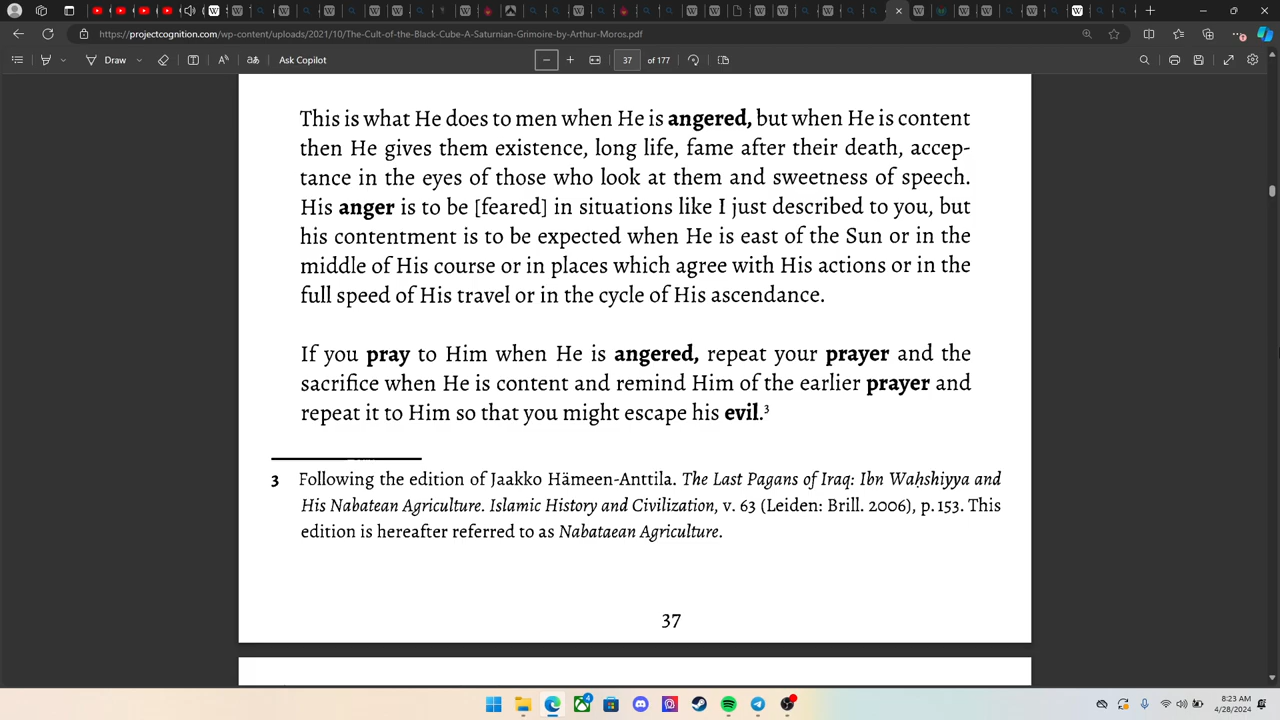 https://projectcognition.com/wp-content/uploads/2021/10/The-Cult-of-the-Black-Cube-A-Saturnian-Grimoire-by-Arthur-Moros.pdf
Draw
Ask Copilot
37 of 177
This is what He does to men when He is angered, but when He is content
then He gives them existence, long life, fame after their death, accep-
tance in the eyes of those who look at them and sweetness of speech.
His anger is to be [feared] in situations like I just described to you, but
his contentment is to be expected when He is east of the Sun or in the
middle of His course or in places which agree with His actions or in the
full speed of His travel or in the cycle of His ascendance.
If you pray to Him when He is angered, repeat your prayer and the
sacrifice when He is content and remind Him of the earlier prayer and
repeat it to Him so that you might escape his evil.³
3 Following the edition of Jaakko Hämeen-Anttila. The Last Pagans of Iraq: Ibn Waḥshiyya and
His Nabatean Agriculture. Islamic History and Civilization, v. 63 (Leiden: Brill. 2006), p. 153. This
edition is hereafter referred to as Nabataean Agriculture.
37
8:23 AM
4/28/2024